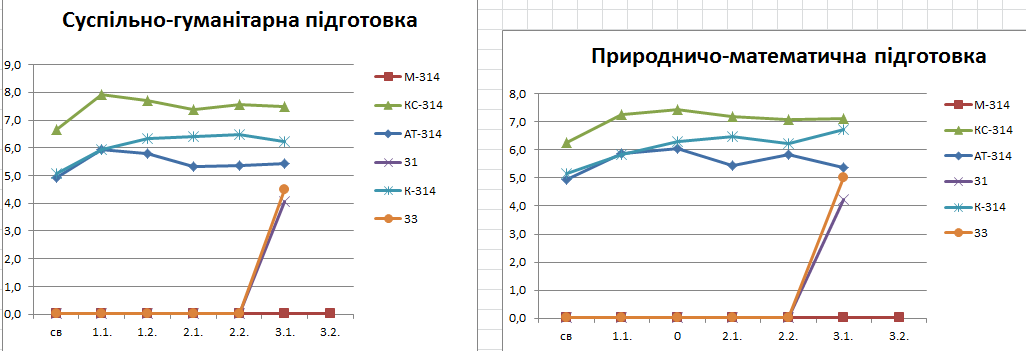 Суспільно-гуманітарна підготовка
9,0
8,0
7,0
6,0
5,0
4,0
3,0
2,0
1,0
0,0
св 1.1. 1.2. 2.1. 2.2. 3.1. 3.2.
М-314
КС-314
АТ-314
31
К-314
33
Природничо-математична підготовка
8,0
7,0
6,0
5,0
4,0
3,0
2,0
1,0
0,0
св 1.1. 0 2.1. 2.2. 3.1. 3.2.
М-314
КС-314
АТ-314
31
К-314
33